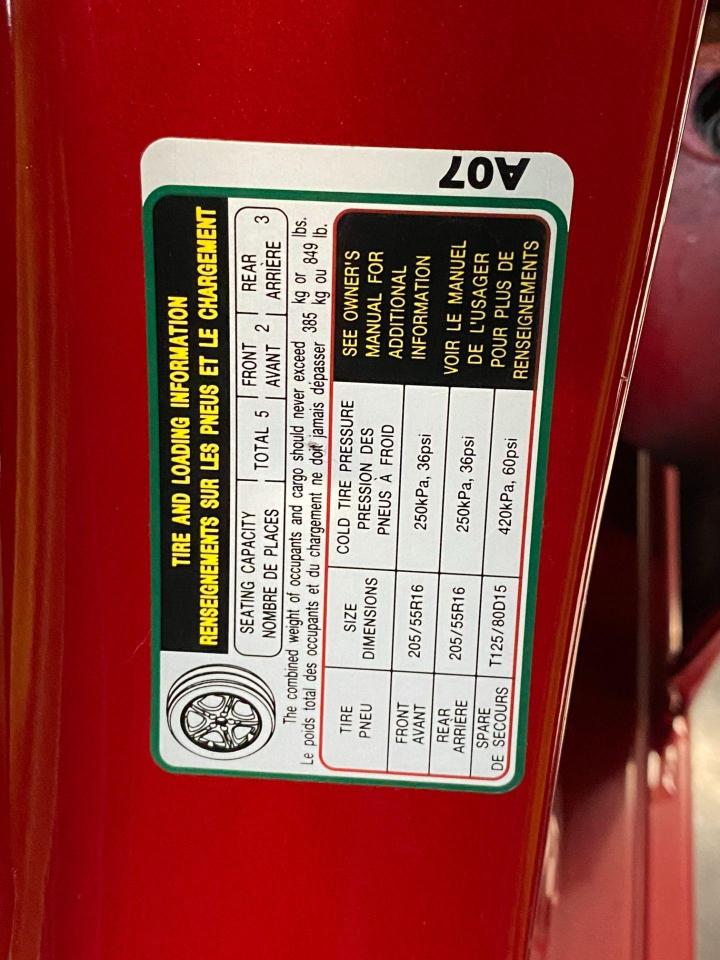 TIRE AND LOADING INFORMATION
RENSEIGNEMENTS SUR LES PNEUS ET LE CHARGEMENT
SEATING CAPACITY
NOMBRE DE PLACES
TOTAL 5
FRONT
AVANT
2
REAR
ARRIÈRE
3
The combined weight of occupants and cargo should never exceed 385 kg or 849 lbs.
Le poids total des occupants et du chargement ne doit jamais dépasser kg ou lb.
TIRE
PNEU
SIZE
DIMENSIONS
COLD TIRE PRESSURE
PRESSION DES
PNEUS À FROID
FRONT
AVANT
205/55R16
250kPa, 36psi
REAR
ARRIÈRE
205/55R16
250kPa, 36psi
SPARE
DE SECOURS
T125/80D15
420kPa, 60psi
SEE OWNER'S
MANUAL FOR
ADDITIONAL
INFORMATION
VOIR LE MANUEL
DE L'USAGER
POUR PLUS DE
RENSEIGNEMENTS
A07